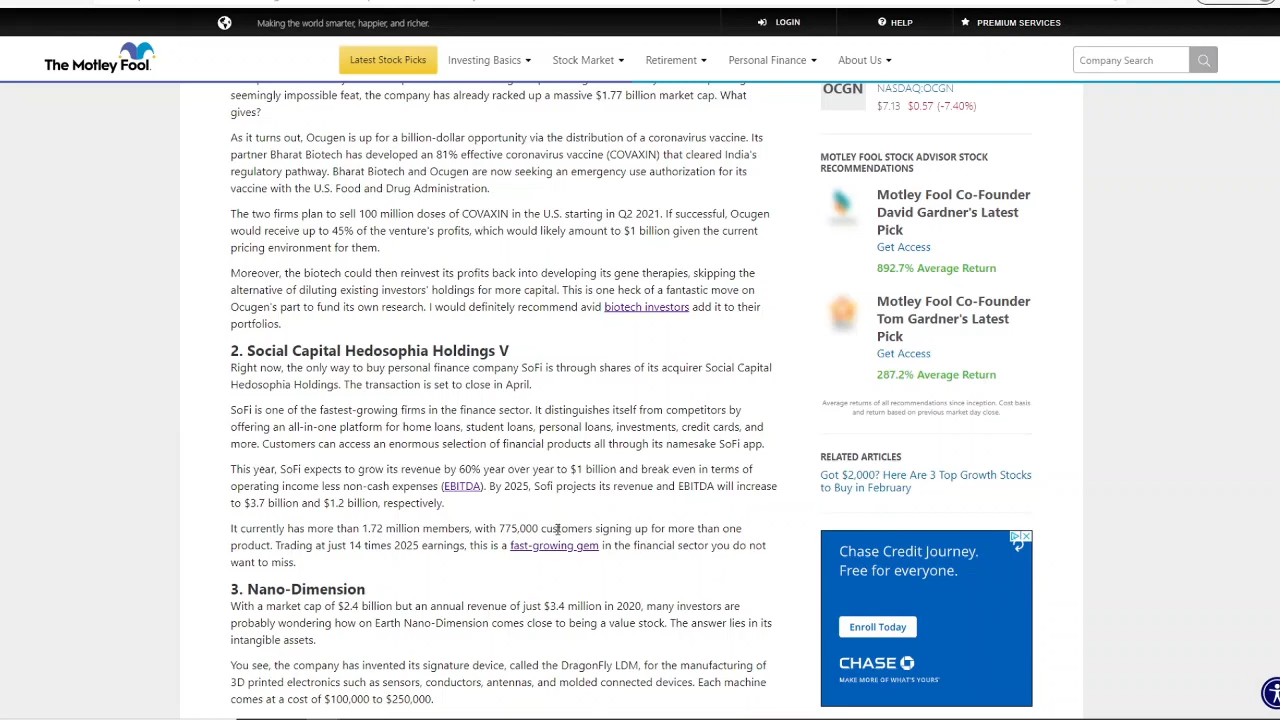 Making the world smarter, happier, and richer.
LOGIN
HELP
PREMIUM SERVICES
The Motley Fool.
Latest Stock Picks
Investing Basics
Stock Market
Retirement
Personal Finance
About Us
Company Search
seemingly impossible feat, the company has already racked up a massive $1.77 billion market cap. What
gives?
As it turns out, Ocugen is up for a billion-dollar opportunity via the distribution of a coronavirus vaccine. Its
partner Bharat Biotech has developed an 81% effective coronavirus vaccine (COVAXIN) that cleared India's
regulatory pathway. Bharat Biotech and Ocugen are now seeking an emergency use authorization for its
vaccine with the U.S. Food and Drug Administration.
The two firms plan to sell 100 million doses of COVAXIN in the U.S. starting in Q2 2021. If successful, Ocugen
would receive up to 45% of the venture's profits, which would likely amount to $1 billion given the current
pricing environment for them.
Moreover, the biotech could then reinvest its profits back into developing its gene therapies, skipping the
alternative of diluting existing investors' holdings for more capital. This is one heck of a fantastic move on
Ocugen's part to fund its own research. I would definitely recommend avid biotech investors add it to their
portfolios.
2. Social Capital Hedosophia Holdings V
Right now, the only way to buy personal finance company SoFi is through shares of its acquirer Social Capital
Hedosophia Holdings. The transaction is set to close in April.
SoFi is one of the fastest-growing firms in the finance sector. It distinguishes itself from competitors by
offering an all-in-one platform for home loans, student loans, personal loans, investments, credit cards, and
more. Customers can access an enormous selection of financial products all through its namesake SoFi app.
This year, SoFi expects to grow its revenue by 60% year over year to $1 billion and break even in terms of
operating income less non-cash expenses (EBITDA). By 2025, Sofi projects its revenue and EBITDA will increase
to $3.7 billion and $1.2 billion, respectively.
It currently has more than 1.72 million members, with 775,000 customers signing up for more than one
product. Trading at just 14 times 2025 earnings, this is a fast-growing gem in the financial sector you do not
want to miss.
3. Nano-Dimension
With a market cap of $2.4 billion but an annual revenue of just $3.4 million in 2020, many investors are
probably wondering how on Earth Nano-Dimension comes close to being a value stock. The answer lies in its
intangible assets.
You see, the company has invented its signature device, called the DragonFly LDM, for the manufacturing of
3D printed electronics such as sensors, conductors, antennas, and molded connected devices. Each machine
comes at a cost of $100,000 to $250,000.
OCGN
NASDAQ:OCGN
$7.13 $0.57 (-7.40%)
MOTLEY FOOL STOCK ADVISOR STOCK
RECOMMENDATIONS
Motley Fool Co-Founder
David Gardner's Latest
Pick
Get Access
892.7% Average Return
Motley Fool Co-Founder
Tom Gardner's Latest
Pick
Get Access
287.2% Average Return
Average returns of all recommendations since inception. Cost basis
and return based on previous market day close.
RELATED ARTICLES
Got $2,000? Here Are 3 Top Growth Stocks
to Buy in February
Chase Credit Journey.
Free for everyone.
Enroll Today
CHASE
MAKE MORE OF WHAT'S YOURS